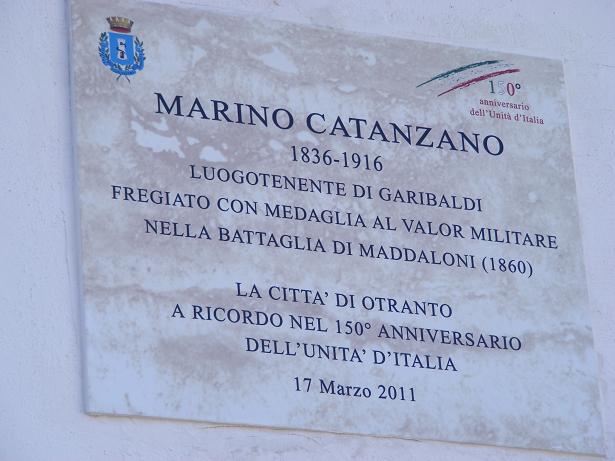 150°
anniversario
dell'Unità d'Italia
MARINO CATANZANO
1836-1916
LUOGOTENENTE DI GARIBALDI
FREGIATO CON MEDAGLIA AL VALOR MILITARE
NELLA BATTAGLIA DI MADDALONI (1860)
LA CITTA' DI OTRANTO
A RICORDO NEL 150° ANNIVERSARIO
DELL'UNITA' D'ITALIA
17 Marzo 2011